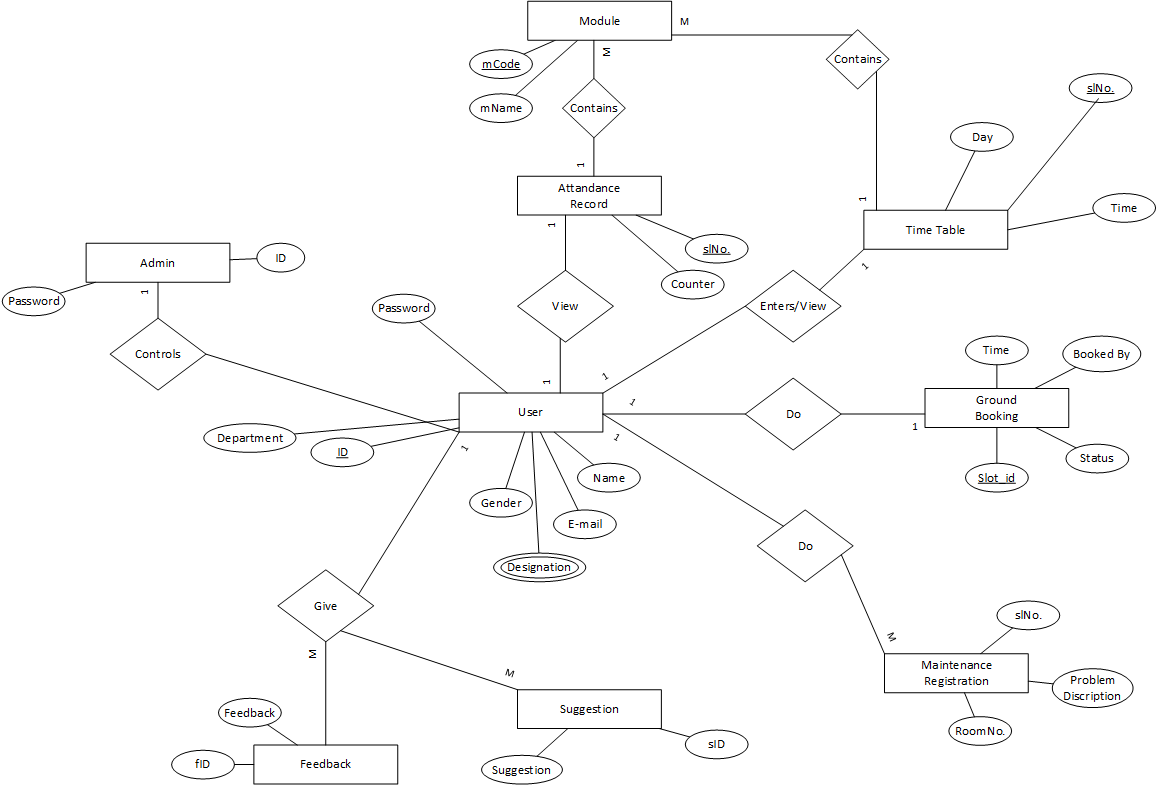 Module
M
M
Contains
mCode
slNo.
mName
Contains
Day
1
Attandance
Record
1
Time
1
Time Table
slNo.
Admin
ID
1
Counter
1
Password
Password
View
Enters/View
Controls
Time
Booked By
1
1
User
1
Do
Ground
Booking
1
Department
1
ID
1
Status
Name
Slot_id
Gender
E-mail
Do
Designation
Give
slNo.
M
M
M
Maintenance
Registration
Problem
Discription
Feedback
Suggestion
RoomNo.
sID
fID
Feedback
Suggestion